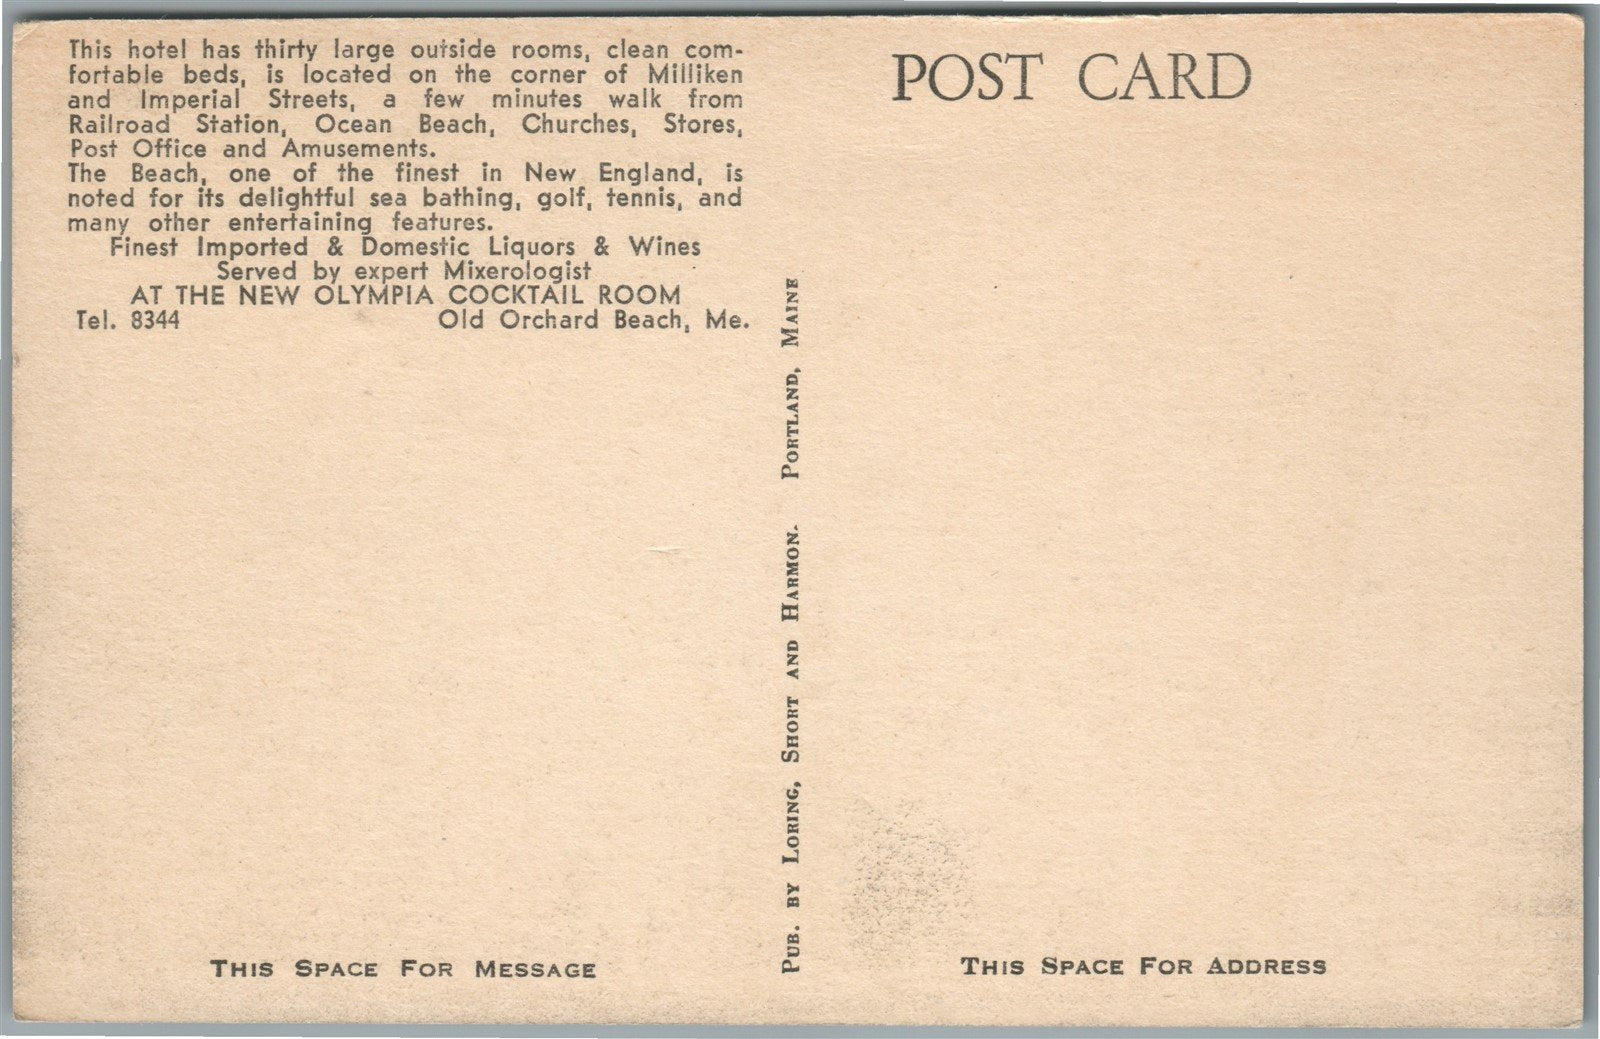 This hotel has thirty large outside rooms, clean com-
fortable beds, is located on the corner of Milliken
and Imperial Streets, a few minutes walk from
Railroad Station, Ocean Beach, Churches, Stores,
Post Office and Amusements.
The Beach, one of the finest in New England, is
noted for its delightful sea bathing, golf, tennis, and
many other entertaining features.
Finest Imported & Domestic Liquors & Wines
Served by expert Mixerologist
AT THE NEW OLYMPIA COCKTAIL ROOM
Tel. 8344 Old Orchard Beach, Me.
THIS SPACE FOR MESSAGE
PUB. BY LORING, SHORT AND HARMON. PORTLAND, MAINE
POST CARD
THIS SPACE FOR ADDRESS